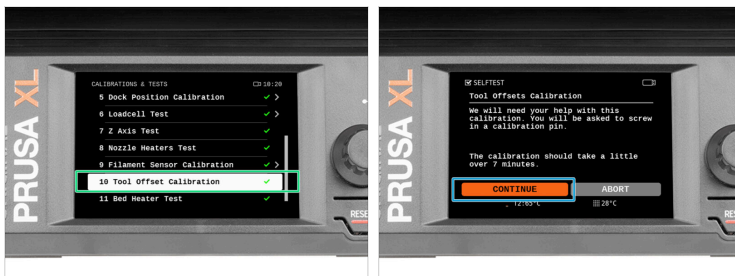 PRUSA XL
CALIBRATIONS & TESTS
10:20
5 Dock Position Calibration
6 Loadcell Test
7 Z Axis Test
8 Nozzle Heaters Test
9 Filament Sensor Calibration
10 Tool Offset Calibration
11 Bed Heater Test
RESE
PRUSA XL
SELFTEST
Tool Offsets Calibration
We will need your help with this
calibration. You will be asked to screw
in a calibration pin.
The calibration should take a little
over 7 minutes.
CONTINUE
ABORT
28°C
RE